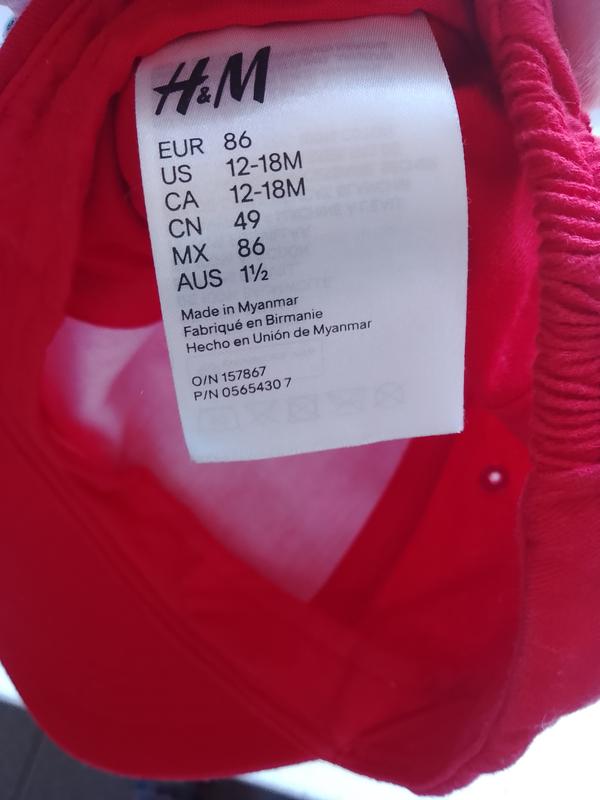 H&M
EUR 86
US 12-18M
CA 12-18M
CN 49
MX 86
AUS 1½
Made in Myanmar
Fabriqué en Birmanie
Hecho en Unión de Myanmar
O/N 157867
P/N 0565430 7